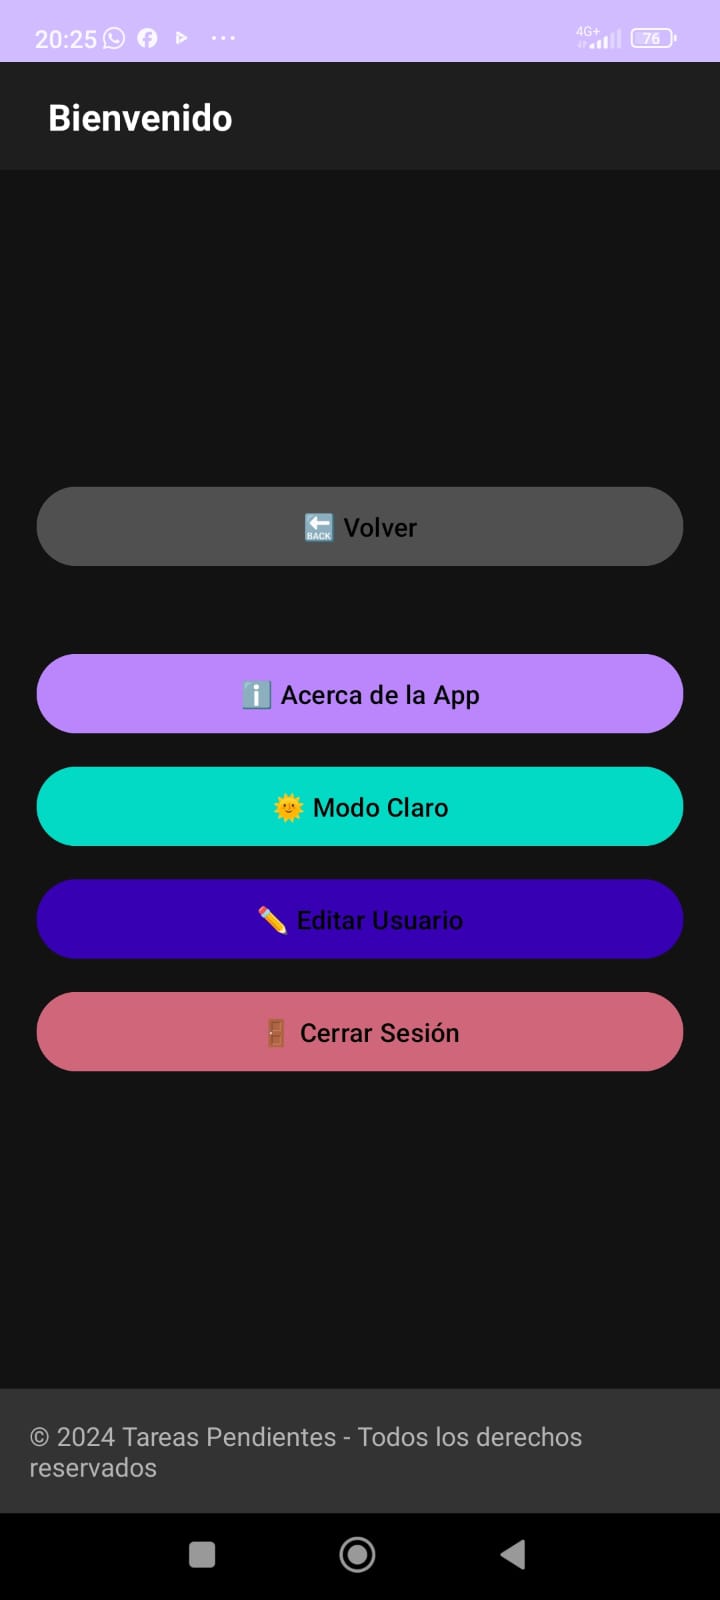 20:25
4G+
76
Bienvenido
BACK Volver
Acerca de la App
Modo Claro
Editar Usuario
Cerrar Sesión
© 2024 Tareas Pendientes - Todos los derechos
reservados